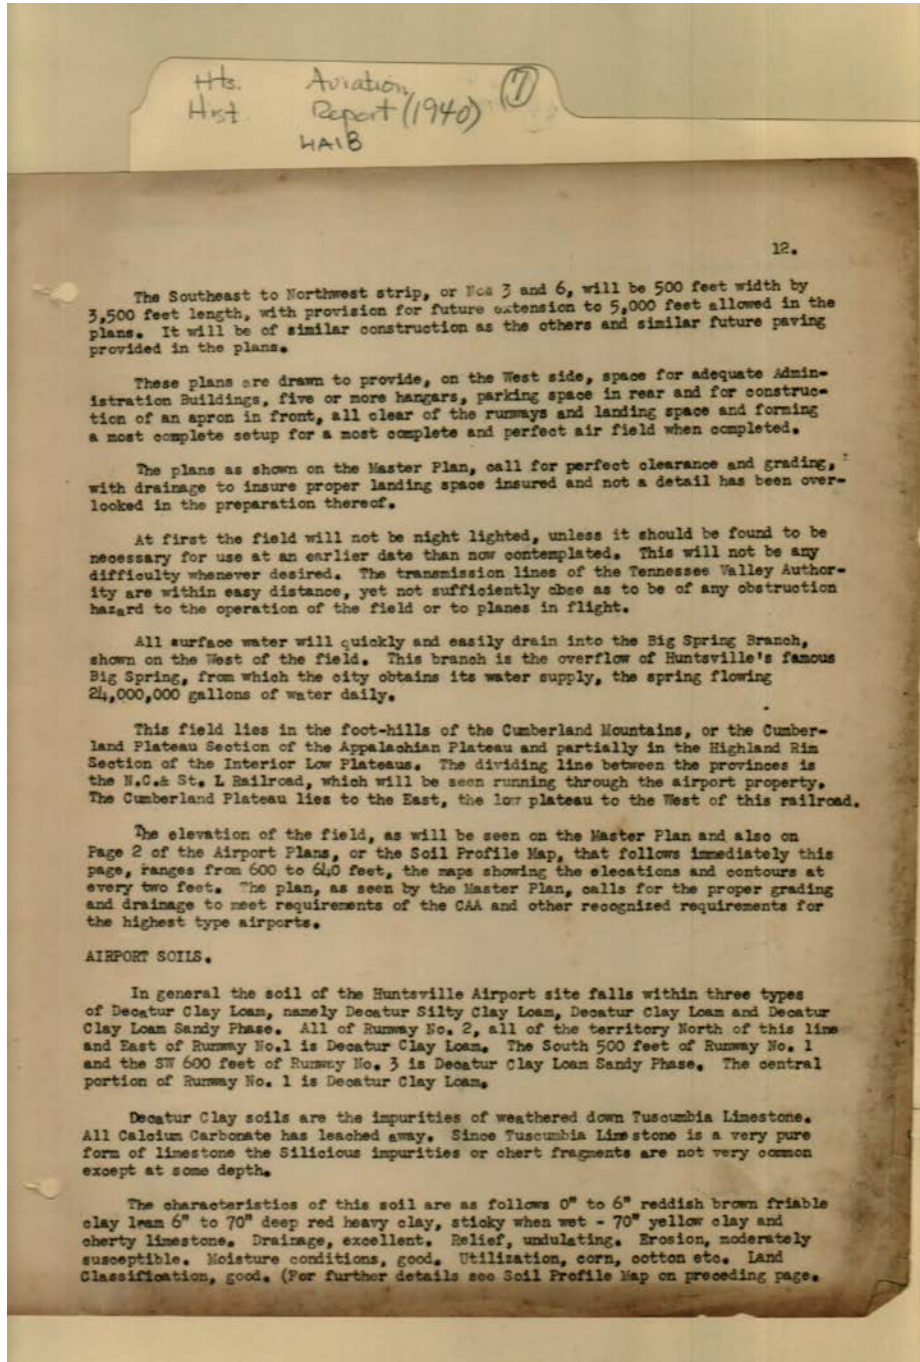 Hts. Aviation 7
Hist. Report (1940)
HAIB
12.
The Southeast to Northwest strip, or Nos 3 and 6, will be 500 feet width by
3,500 feet length, with provision for future extension to 5,000 feet allowed in the
plans. It will be of similar construction as the others and similar future paving
provided in the plans.
These plans are drawn to provide, on the West side, space for adequate Admin-
istration Buildings, five or more hangars, parking space in rear and for construc-
tion of an apron in front, all clear of the runways and landing space and forming
a most complete setup for a most complete and perfect air field when completed.
The plans as shown on the Master Plan, call for perfect clearance and grading,
with drainage to insure proper landing space insured and not a detail has been over-
looked in the preparation thereof.
At first the field will not be night lighted, unless it should be found to be
necessary for use at an earlier date than now contemplated. This will not be any
difficulty whenever desired. The transmission lines of the Tennessee Valley Author-
ity are within easy distance, yet not sufficiently cbse as to be of any obstruction
hazard to the operation of the field or to planes in flight.
All surface water will quickly and easily drain into the Big Spring Branch,
shown on the West of the field. This branch is the overflow of Huntsville's famous
Big Spring, from which the city obtains its water supply, the spring flowing
24,000,000 gallons of water daily.
This field lies in the foot-hills of the Cumberland Mountains, or the Cumber-
land Plateau Section of the Appalachian Plateau and partially in the Highland Rim
Section of the Interior Low Plateaus. The dividing line between the provinces is
the N.C.& St. L Railroad, which will be seen running through the airport property.
The Cumberland Plateau lies to the East, the low plateau to the West of this railroad.
The elevation of the field, as will be seen on the Master Plan and also on
Page 2 of the Airport Plans, or the Soil Profile Map, that follows immediately this
page, ranges from 600 to 640 feet, the maps showing the elecations and contours at
every two feet. The plan, as seen by the Master Plan, calls for the proper grading
and drainage to meet requirements of the CAA and other recognized requirements for
the highest type airports.
AIRPORT SOILS.
In general the soil of the Huntsville Airport site falls within three types
of Decatur Clay Loam, namely Decatur Silty Clay Loam, Decatur Clay Loam and Decatur
Clay Loam Sandy Phase. All of Runway No. 2, all of the territory North of this line
and East of Runway No.1 is Decatur Clay Loam. The South 500 feet of Runway No. 1
and the SW 600 feet of Runway No. 3 is Decatur Clay Loam Sandy Phase. The central
portion of Runway No. 1 is Decatur Clay Loam.
Decatur Clay soils are the impurities of weathered down Tuscumbia Limestone.
All Calcium Carbonate has leached away. Since Tuscumbia Limestone is a very pure
form of limestone the Silicious impurities or chert fragments are not very common
except at some depth.
The characteristics of this soil are as follows 0" to 6" reddish brown friable
clay loam 6" to 70" deep red heavy clay, sticky when wet - 70" yellow clay and
cherty limestone. Drainage, excellent. Relief, undulating. Erosion, moderately
susceptible. Moisture conditions, good. Utilization, corn, cotton etc. Land
Classification, good. (For further details see Soil Profile Map on preceding page.